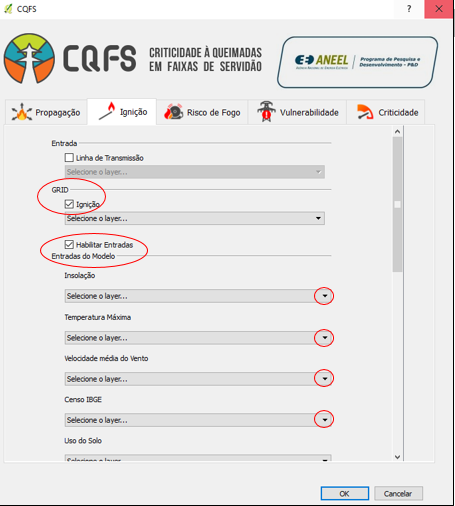 CQFS
?
CQFS
CRITICIDADE À QUEIMADAS
EM FAIXAS DE SERVIDÃO
ANEEL
Programa de Pesquisa e
Desenvolvimento – P&D
Propagação
Ignição
Risco de Fogo
Vulnerabilidade
Criticidade
Entrada
Linha de Transmissão
Selecione o layer...
GRID
Ignição
Selecione o layer...
Habilitar Entradas
Entradas do Modelo
Insolação
Selecione o layer...
Temperatura Máxima
Selecione o layer...
Velocidade média do Vento
Selecione o layer...
Censo IBGE
Selecione o layer...
Uso do Solo
Selecione o layer...
OK
Cancelar